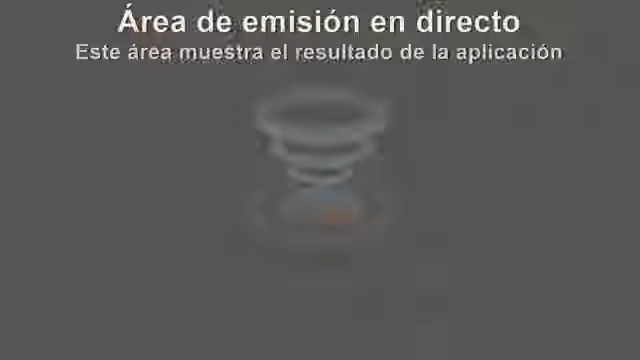 Área de emisión en directo
Este área muestra el resultado de la aplicación